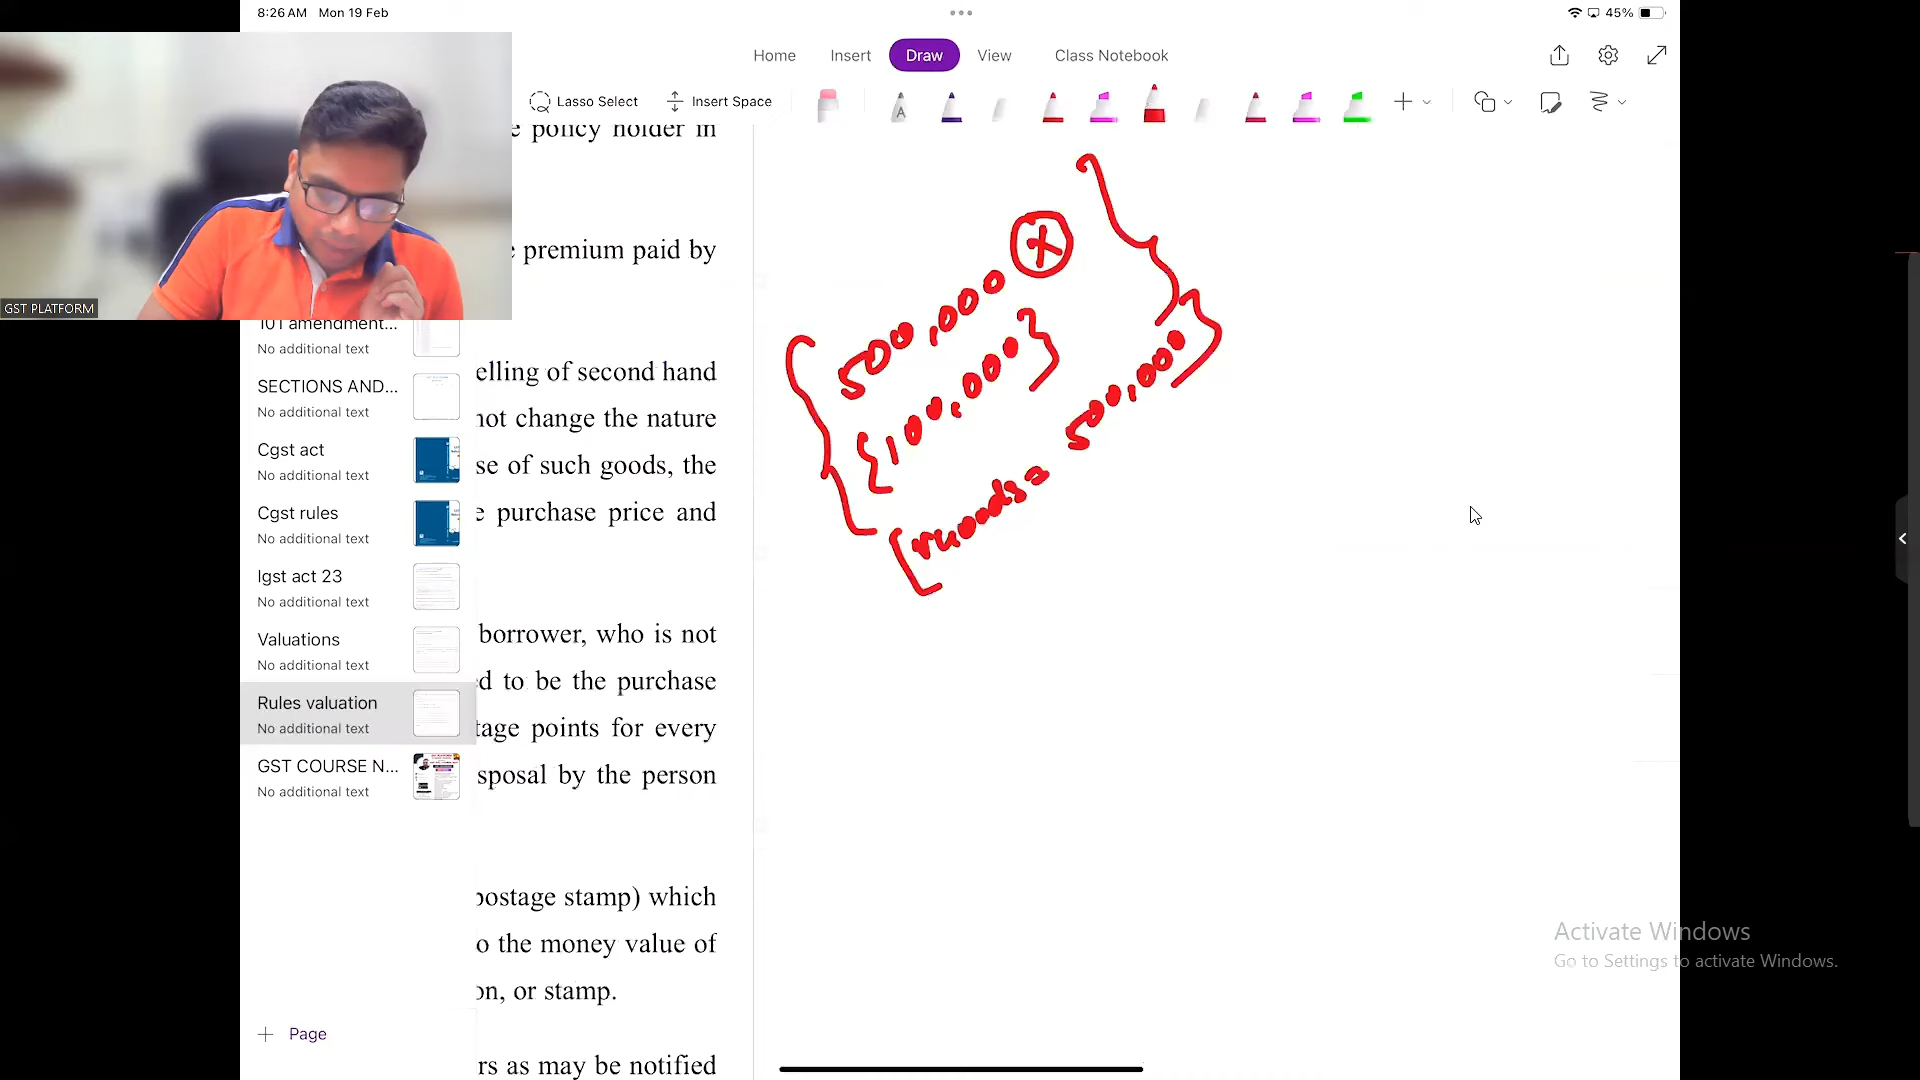 8:26 AM Mon 19 Feb
45%
Home Insert Draw View Class Notebook
Lasso Select Insert Space
GST PLATFORM
policy holder in
premium paid by
elling of second hand
not change the nature
se of such goods, the
e purchase price and
borrower, who is not
ed to be the purchase
tage points for every
sposal by the person
postage stamp) which
o the money value of
on, or stamp.
rs as may be notified
101 amendment...
No additional text
SECTIONS AND...
No additional text
Cgst act
No additional text
Cgst rules
No additional text
Igst act 23
No additional text
Valuations
No additional text
Rules valuation
No additional text
GST COURSE N...
No additional text
Page
500,000 X
{100,000}
500,000}
Activate Windows
Go to Settings to activate Windows.